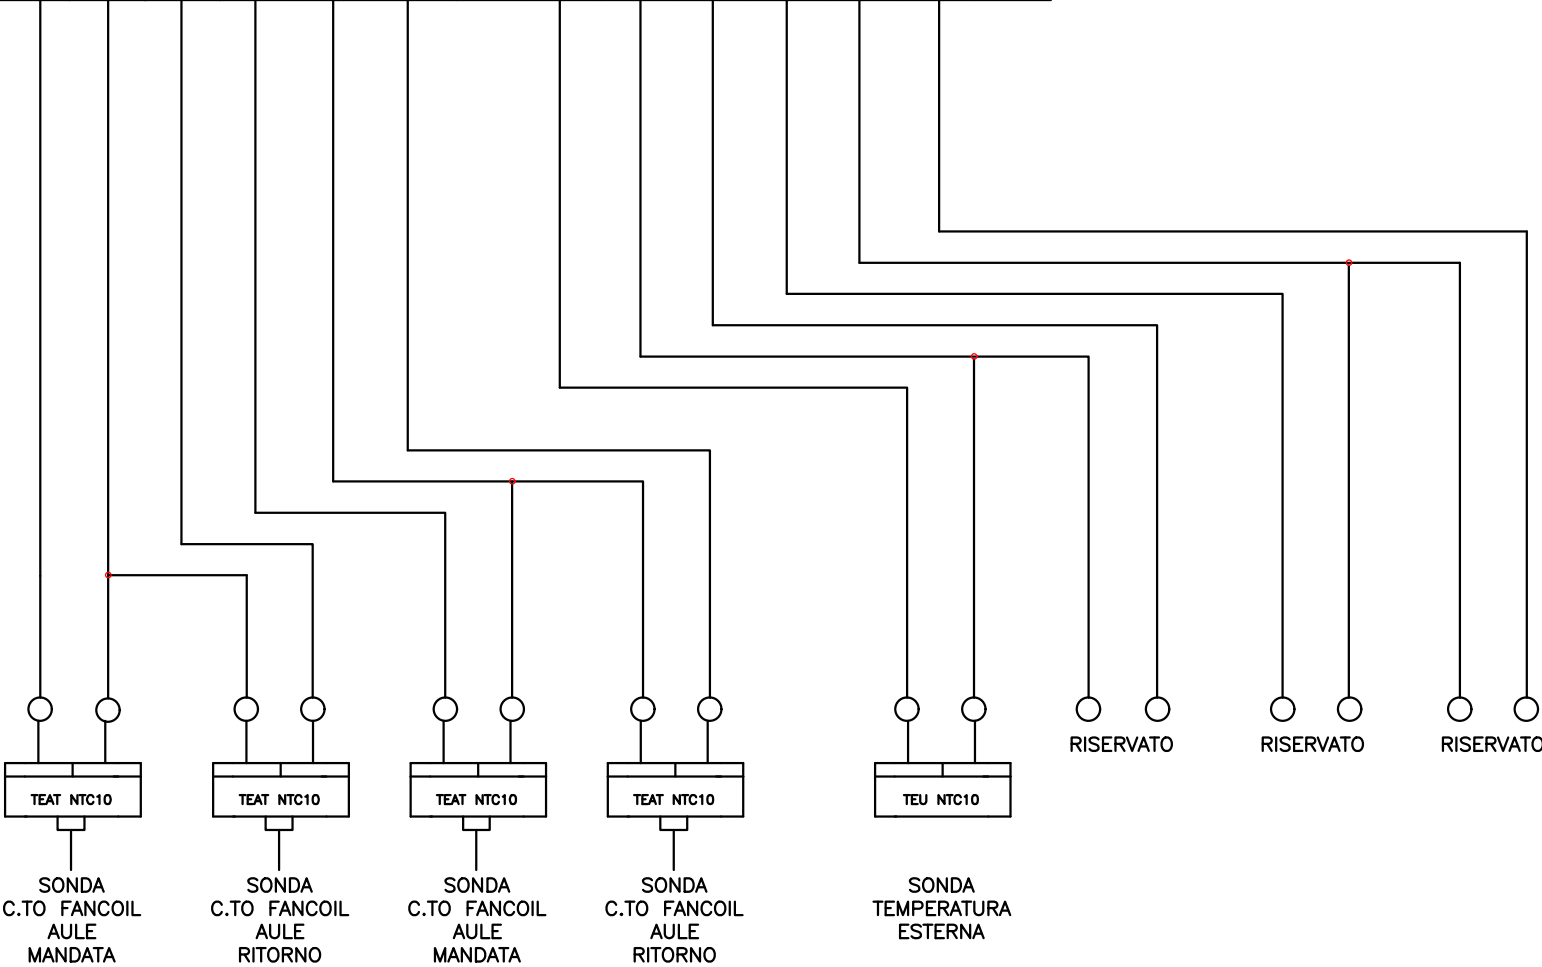 RISERVATO
RISERVATO
RISERVATO
TEAT NTC10
TEAT NTC10
TEAT NTC10
TEAT NTC10
TEU NTC10
SONDA
C.TO FANCOIL
AULE
MANDATA
SONDA
C.TO FANCOIL
AULE
RITORNO
SONDA
C.TO FANCOIL
AULE
MANDATA
SONDA
C.TO FANCOIL
AULE
RITORNO
SONDA
TEMPERATURA
ESTERNA